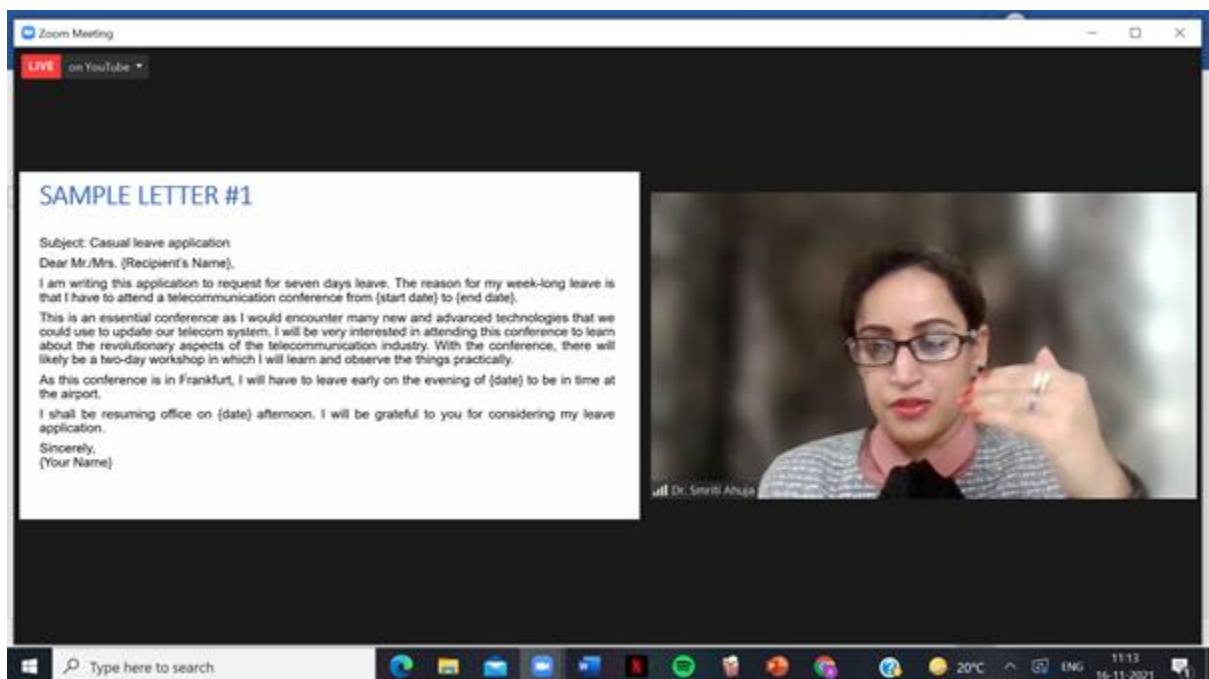 Zoom Meeting
LIVE on YouTube
SAMPLE LETTER #1
Subject: Casual leave application
Dear Mr./Mrs. {Recipient's Name},
I am writing this application to request for seven days leave. The reason for my week-long leave is
that I have to attend a telecommunication conference from {start date} to {end date}.
This is an essential conference as I would encounter many new and advanced technologies that we
could use to update our telecom system. I will be very interested in attending this conference to learn
about the revolutionary aspects of the telecommunication industry. With the conference, there will
likely be a two-day workshop in which I will learn and observe the things practically.
As this conference is in Frankfurt, I will have to leave early on the evening of {date} to be in time at
the airport.
I shall be resuming office on {date} afternoon. I will be grateful to you for considering my leave
application.
Sincerely,
{Your Name}
Dr. Smriti Ahuja
Type here to search
20°C
ENG
11:13
16-11-2021